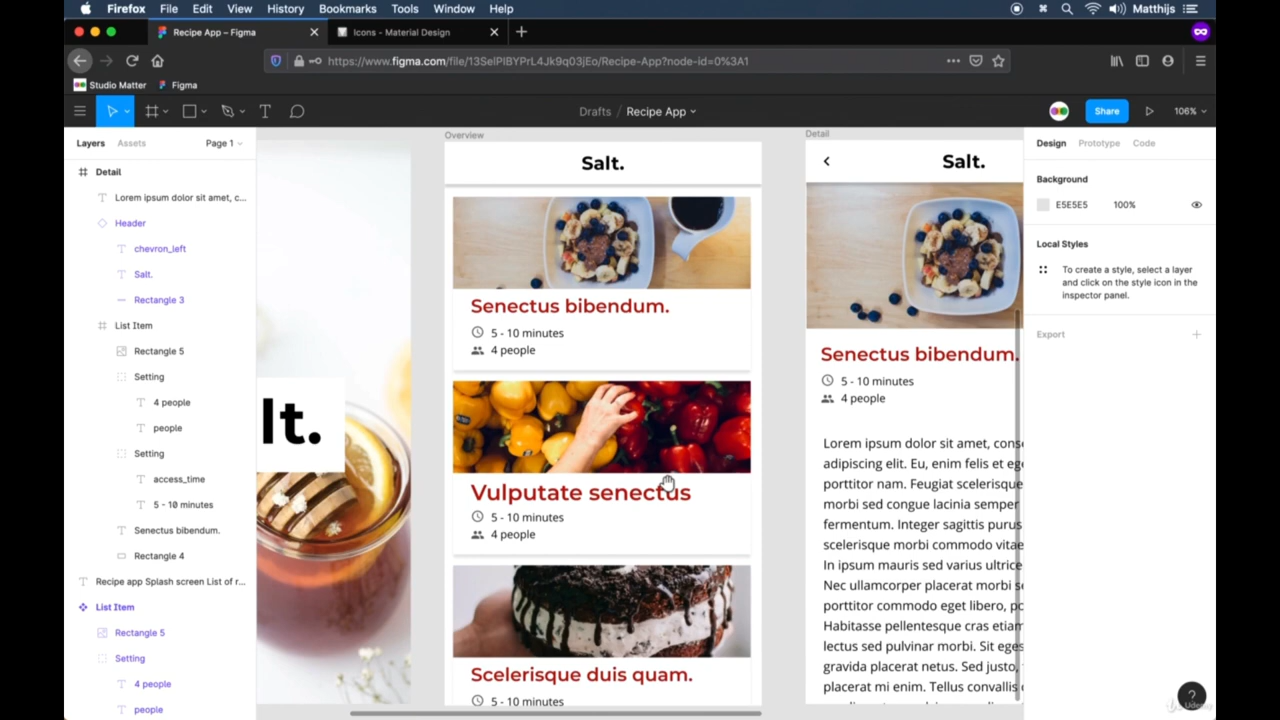 Firefox File Edit View History Bookmarks Tools Window Help Matthijs
Recipe App – Figma
Icons - Material Design
https://www.figma.com/file/13SelPlBYPrL4Jk9q03jEo/Recipe-App?node-id=0%3A1
Studio Matter Figma
Drafts / Recipe App
Share
106%
Layers Assets Page 1
Detail
Lorem ipsum dolor sit amet, c...
Header
chevron_left
Salt.
Rectangle 3
List Item
Rectangle 5
Setting
4 people
people
Setting
access_time
5 - 10 minutes
Senectus bibendum.
Rectangle 4
Recipe app Splash screen List of r...
List Item
Rectangle 5
Setting
4 people
people
lt.
Overview
Salt.
Senectus bibendum.
5 - 10 minutes
4 people
Vulputate senectus
5 - 10 minutes
4 people
Scelerisque duis quam.
5 - 10 minutes
Detail
Salt.
Senectus bibendum.
5 - 10 minutes
4 people
Lorem ipsum dolor sit amet, conse
adipiscing elit. Eu, enim felis et eg
porttitor nam. Feugiat scelerisque
morbi sed congue lacinia semper
fermentum. Integer sagittis purus
scelerisque morbi commodo vitae
In ipsum mauris sed varius ultrice
Nec ullamcorper placerat morbi s
porttitor commodo eget libero, po
Habitasse pellentesque cras etiam
lectus sed pulvinar morbi. Sit eges
gravida placerat netus. Sed justo,
placerat mi enim. Tellus convallis
Design Prototype Code
Background
E5E5E5 100%
Local Styles
To create a style, select a layer
and click on the style icon in the
inspector panel.
Export
?
Udemy